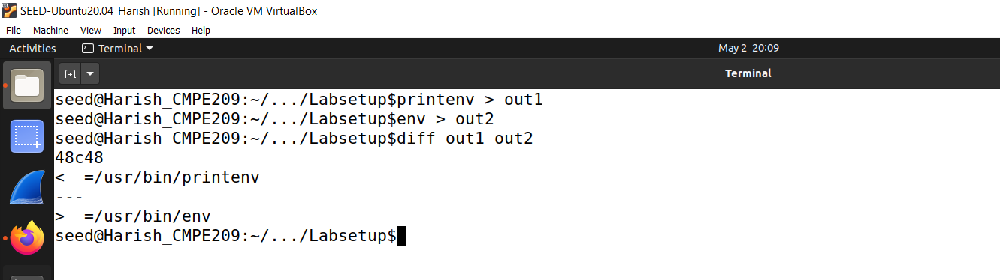 SEED-Ubuntu20.04_Harish [Running] - Oracle VM VirtualBox
File Machine View Input Devices Help
Activities Terminal May 2 20:09
Terminal
seed@Harish_CMPE209:~/.../Labsetup$printenv > out1
seed@Harish_CMPE209:~/.../Labsetup$env > out2
seed@Harish_CMPE209:~/.../Labsetup$diff out1 out2
48c48
< _=/usr/bin/printenv
---
> _=/usr/bin/env
seed@Harish_CMPE209:~/.../Labsetup$